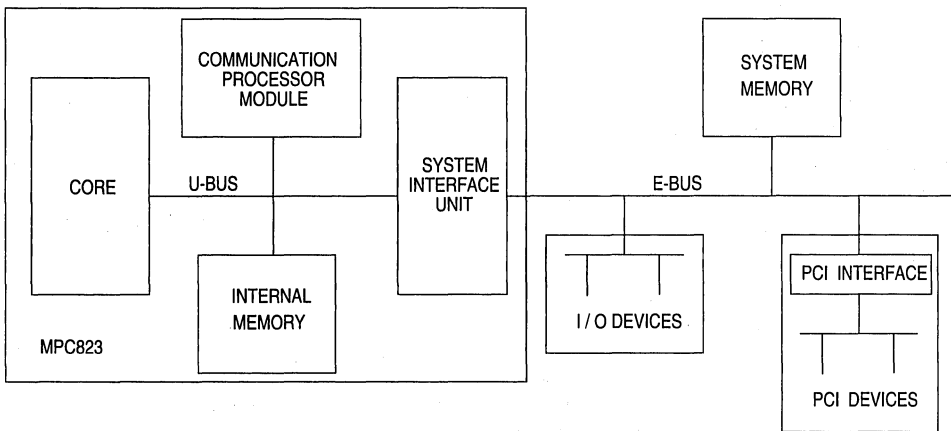 COMMUNICATION
PROCESSOR
MODULE
SYSTEM
MEMORY
CORE
U-BUS
SYSTEM
INTERFACE
UNIT
E-BUS
INTERNAL
MEMORY
PCI INTERFACE
I / O DEVICES
MPC823
PCI DEVICES